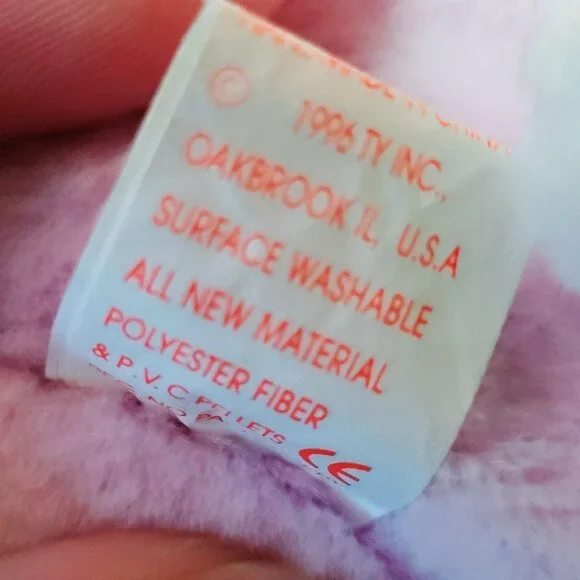 ©
1996 TY INC.,
OAKBROOK IL, U.S.A
SURFACE WASHABLE
ALL NEW MATERIAL
POLYESTER FIBER
& P.V.C PELLETS
CE